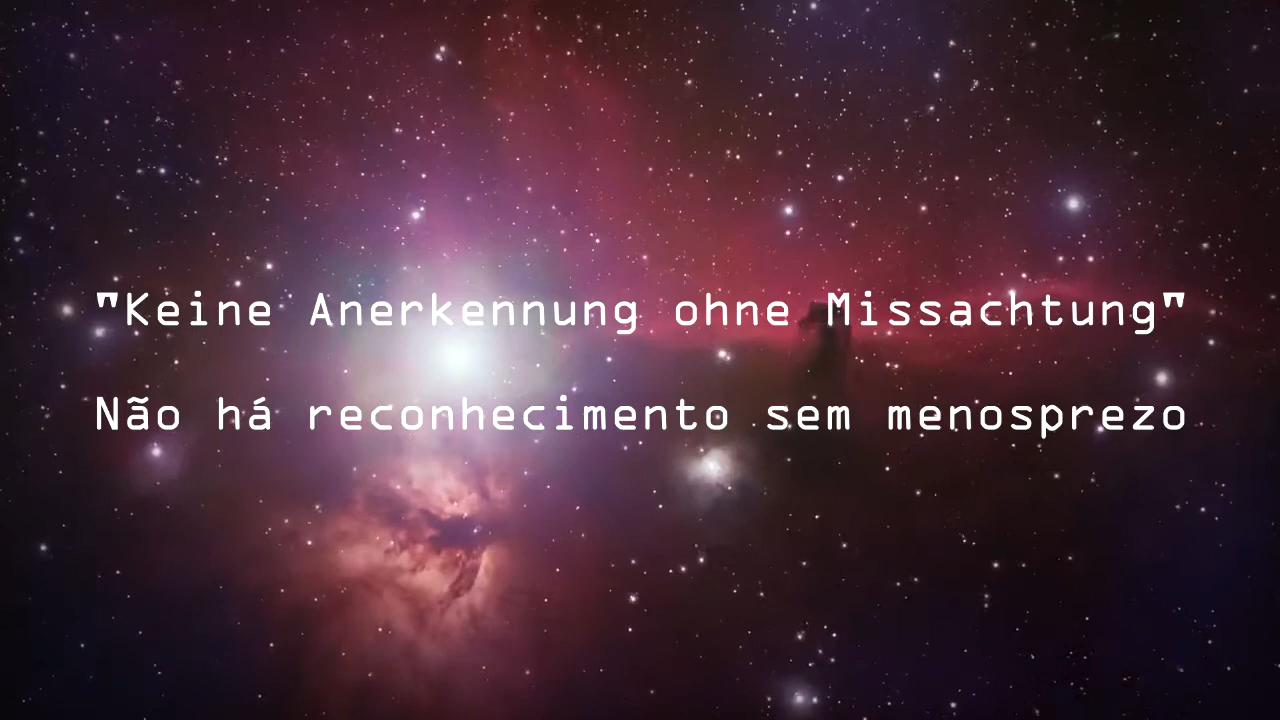 "Keine Anerkennung ohne Missachtung"
Não há reconhecimento sem menosprezo